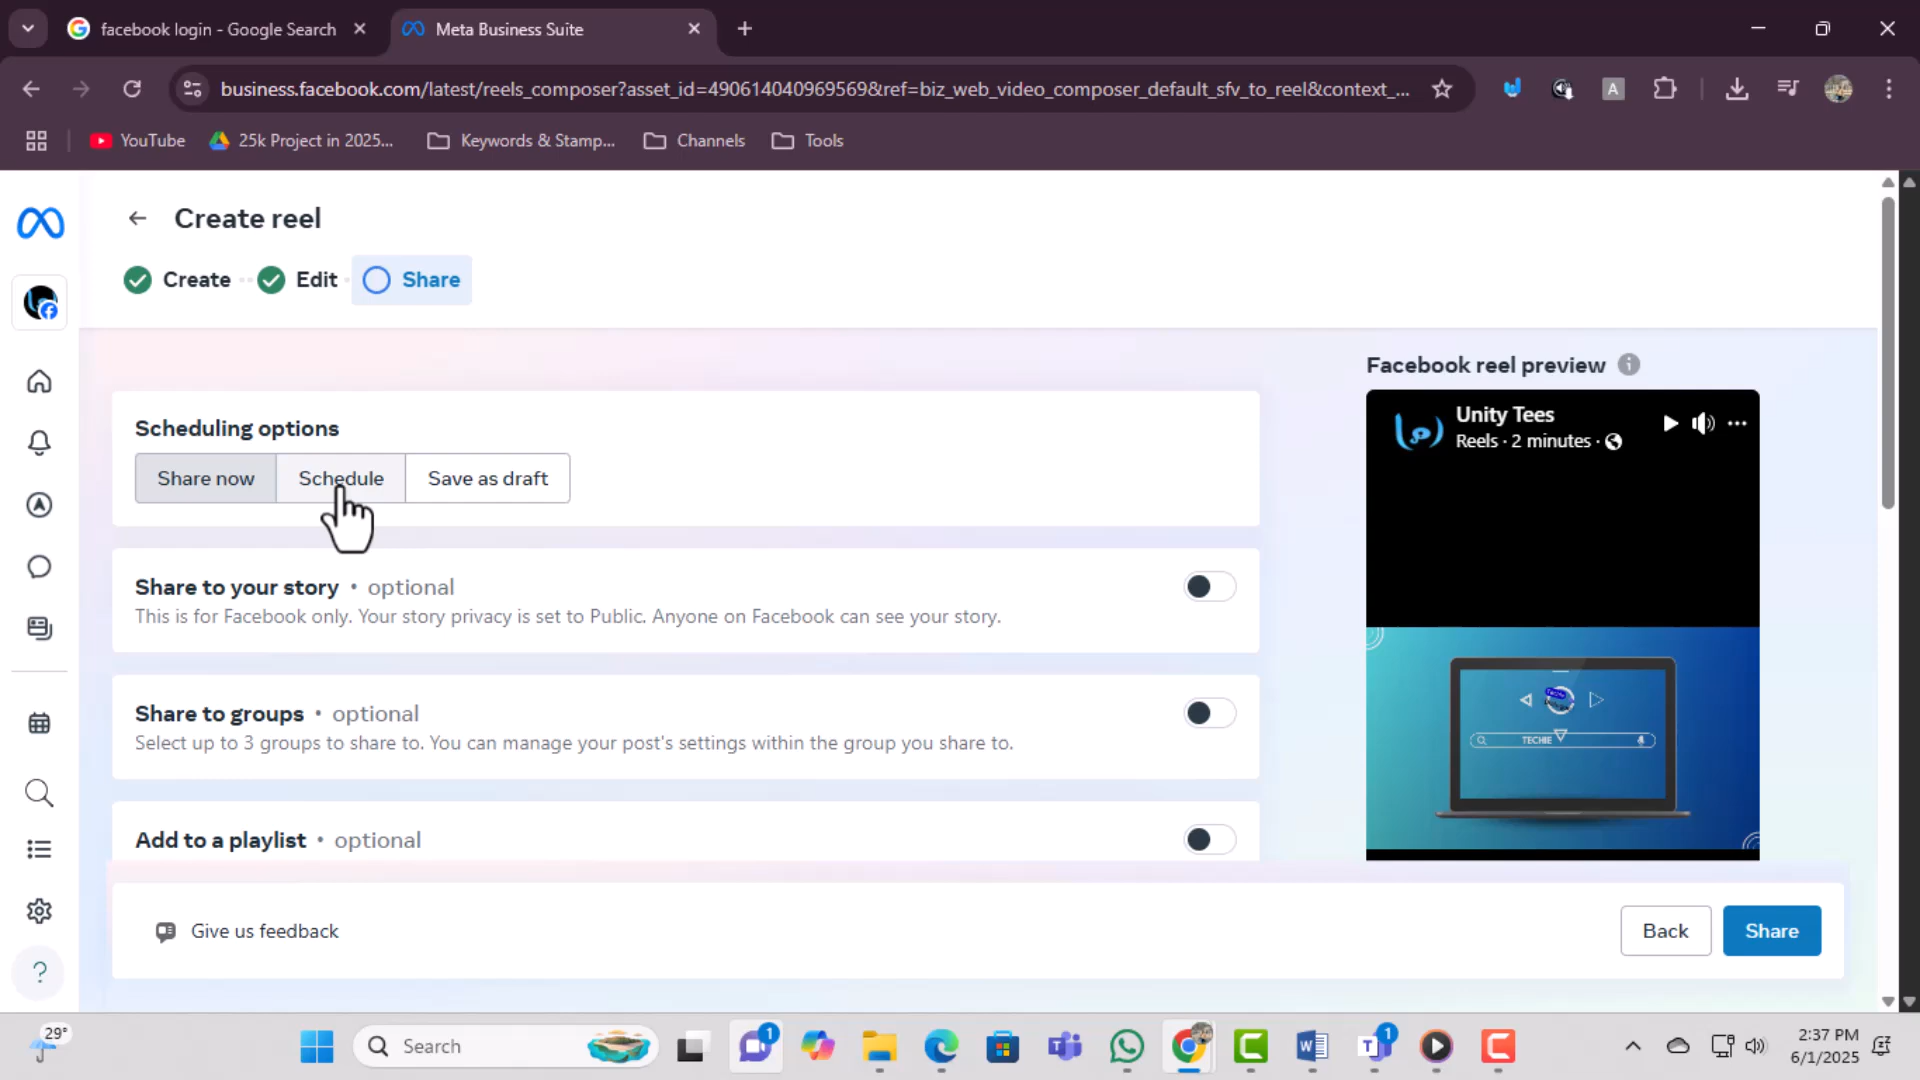 facebook login - Google Search
Meta Business Suite
business.facebook.com/latest/reels_composer?asset_id=490614040969569&ref=biz_web_video_composer_default_sfv_to_reel&context_...
YouTube
25k Project in 2025...
Keywords & Stamp...
Channels
Tools
Create reel
Create
Edit
Share
Scheduling options
Share now
Schedule
Save as draft
Share to your story • optional
This is for Facebook only. Your story privacy is set to Public. Anyone on Facebook can see your story.
Share to groups • optional
Select up to 3 groups to share to. You can manage your post's settings within the group you share to.
Add to a playlist • optional
Facebook reel preview
Unity Tees
Reels · 2 minutes ·
TECHIE
Give us feedback
Back
Share
29°
Search
1
1
2:37 PM
6/1/2025